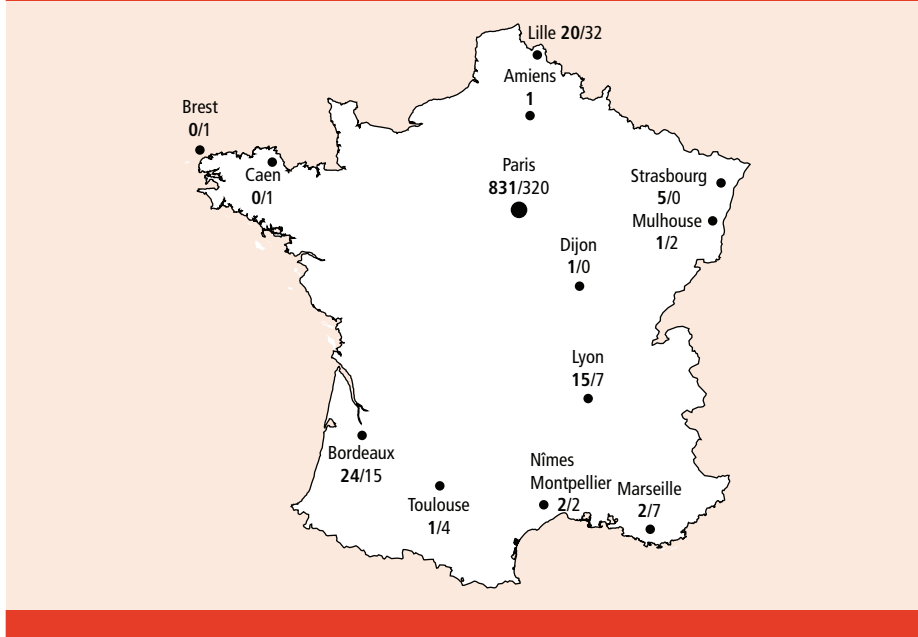 Lille 20/32
Amiens
1
Brest
0/1
Caen
0/1
Paris
831/320
Strasbourg
5/0
Mulhouse
1/2
Dijon
1/0
Lyon
15/7
Bordeaux
24/15
Toulouse
1/4
Nîmes
Montpellier
2/2
Marseille
2/7